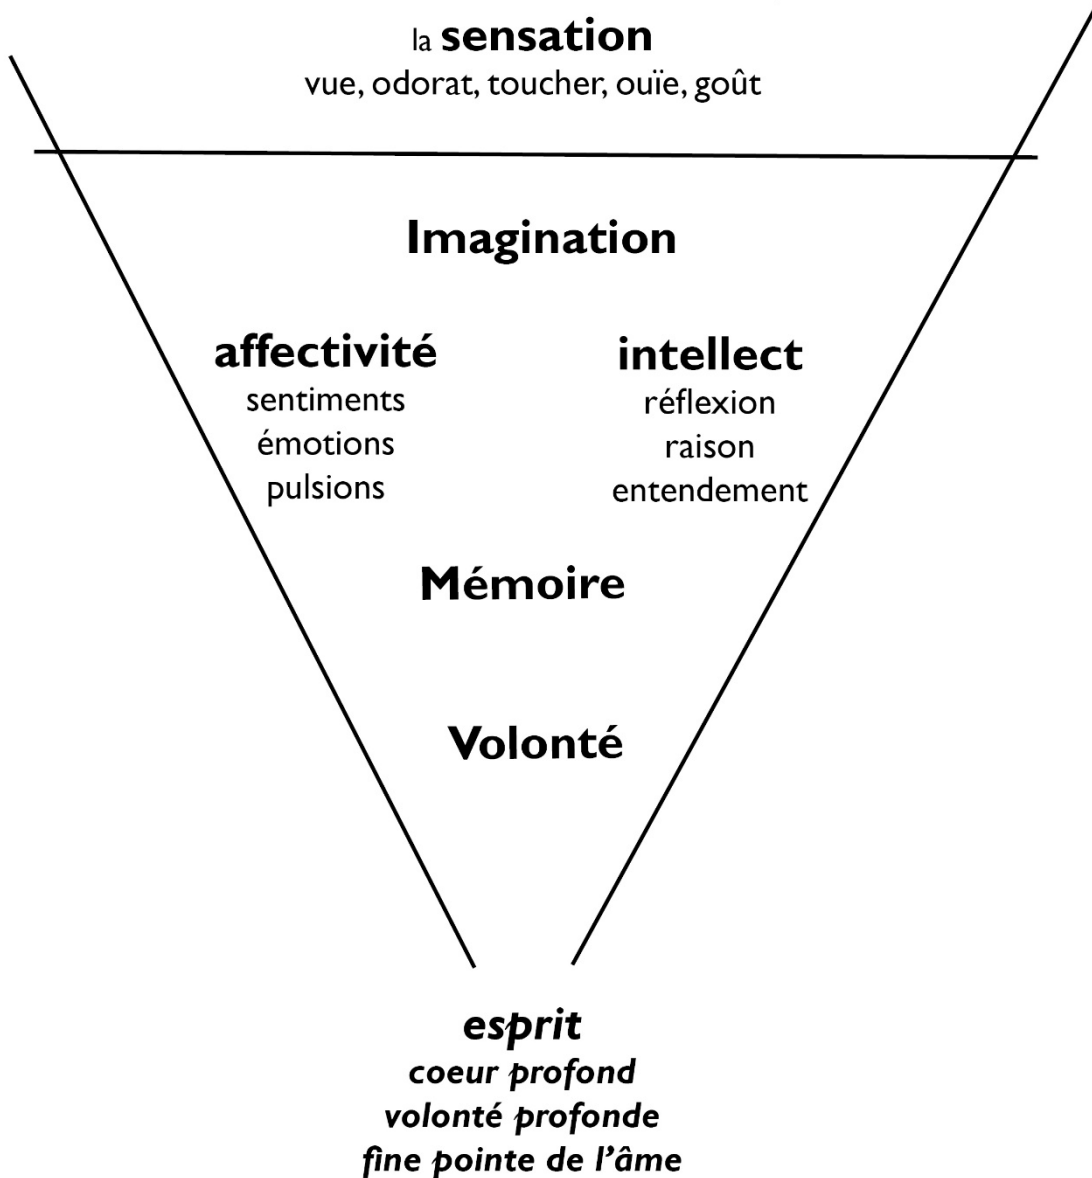 la sensation
vue, odorat, toucher, ouïe, goût
Imagination
affectivité
sentiments
émotions
pulsions
intellect
réflexion
raison
entendement
Mémoire
Volonté
esprit
coeur profond
volonté profonde
fine pointe de l'âme